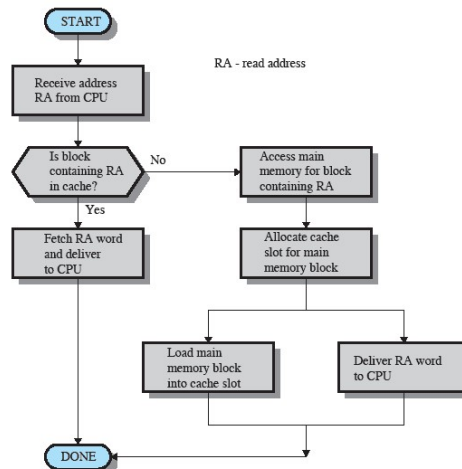 START
RA - read address
Receive address
RA from CPU
Is block
containing RA
in cache?
No
Access main
memory for block
containing RA
Yes
Fetch RA word
and deliver
to CPU
Allocate cache
slot for main
memory block
Load main
memory block
into cache slot
Deliver RA word
to CPU
DONE